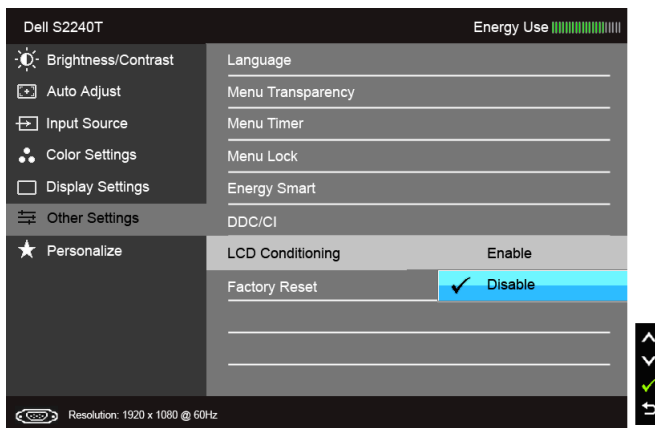 Dell S2240T
Energy Use
Brightness/Contrast
Auto Adjust
Input Source
Color Settings
Display Settings
Other Settings
Personalize
Language
Menu Transparency
Menu Timer
Menu Lock
Energy Smart
DDC/CI
LCD Conditioning
Enable
Factory Reset
Disable
Resolution: 1920 x 1080 @ 60Hz